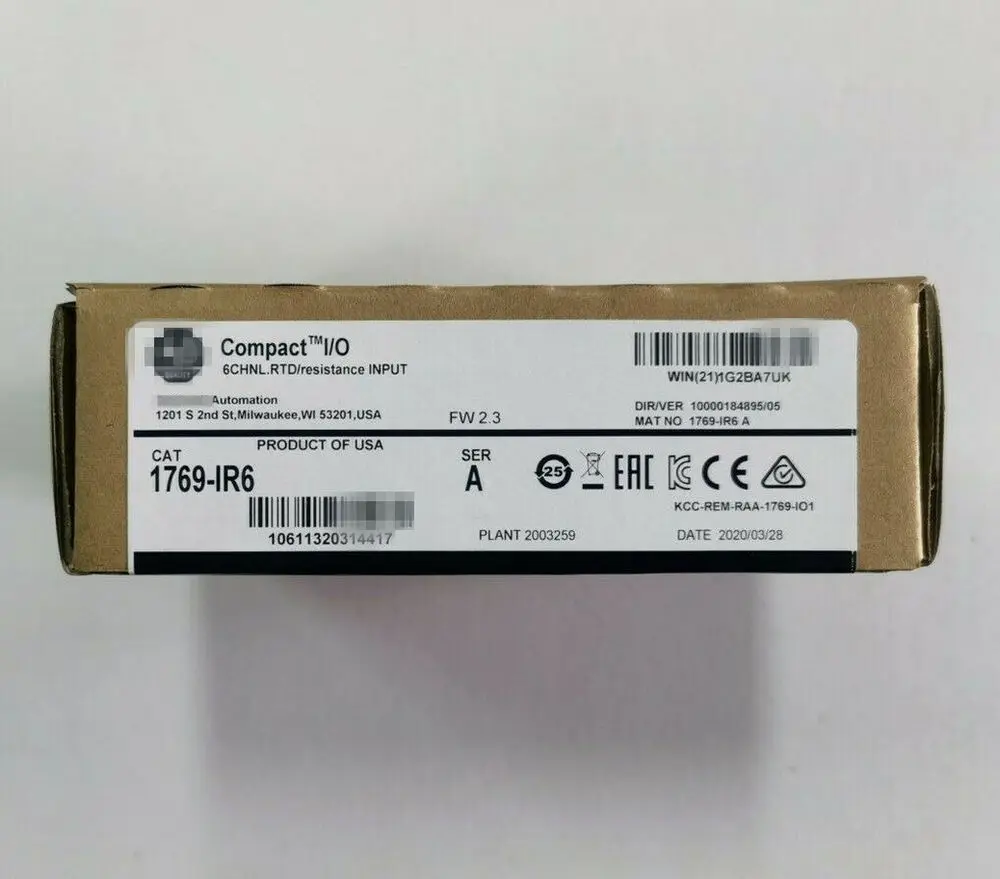 QUALITY
Compact™I/O
6CHNL.RTD/resistance INPUT
Automation
1201 S 2nd St,Milwaukee,WI 53201,USA
FW 2.3
WIN(21)1G2BA7UK
DIR/VER 10000184895/05
MAT NO 1769-IR6 A
PRODUCT OF USA
CAT
1769-IR6
SER
A
25
EAC
CE
KCC-REM-RAA-1769-IO1
10611320314417
PLANT 2003259
DATE 2020/03/28